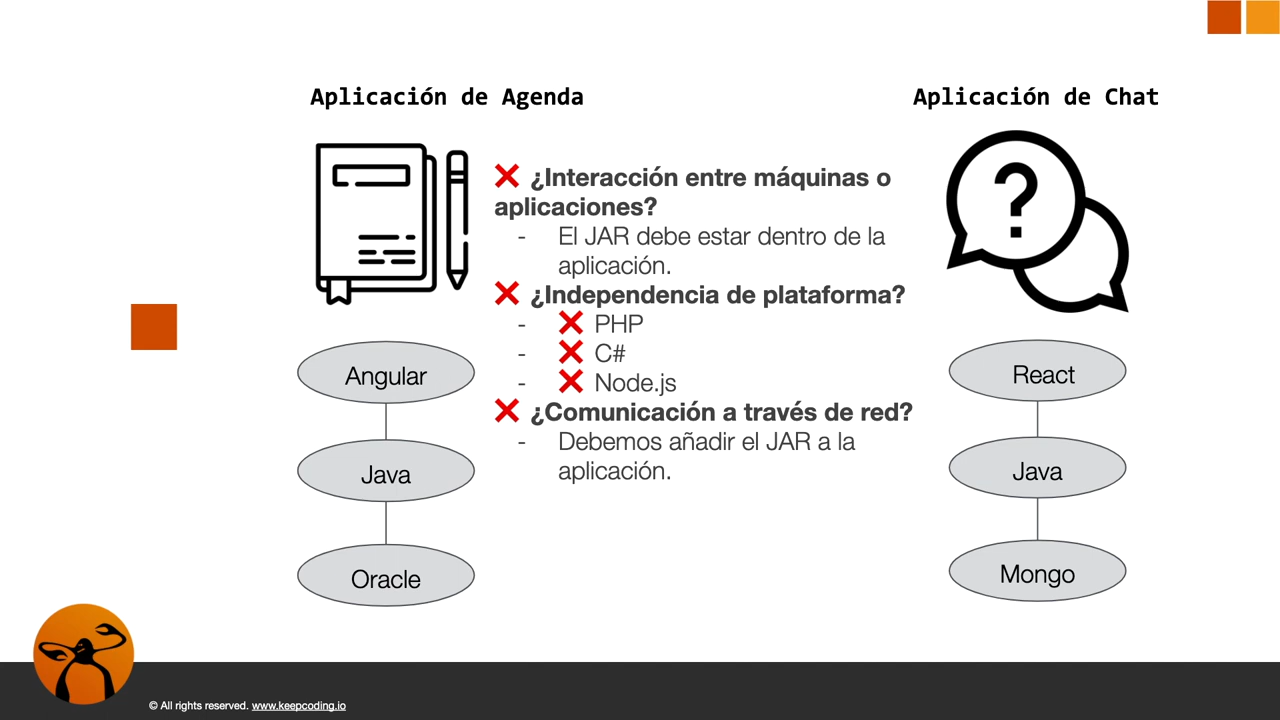 Aplicación de Agenda
Aplicación de Chat
❌ ¿Interacción entre máquinas o
aplicaciones?
- El JAR debe estar dentro de la
aplicación.
❌ ¿Independencia de plataforma?
- ❌ PHP
- ❌ C#
- ❌ Node.js
❌ ¿Comunicación a través de red?
- Debemos añadir el JAR a la
aplicación.
?
Angular
Java
Oracle
React
Java
Mongo
© All rights reserved. www.keepcoding.io